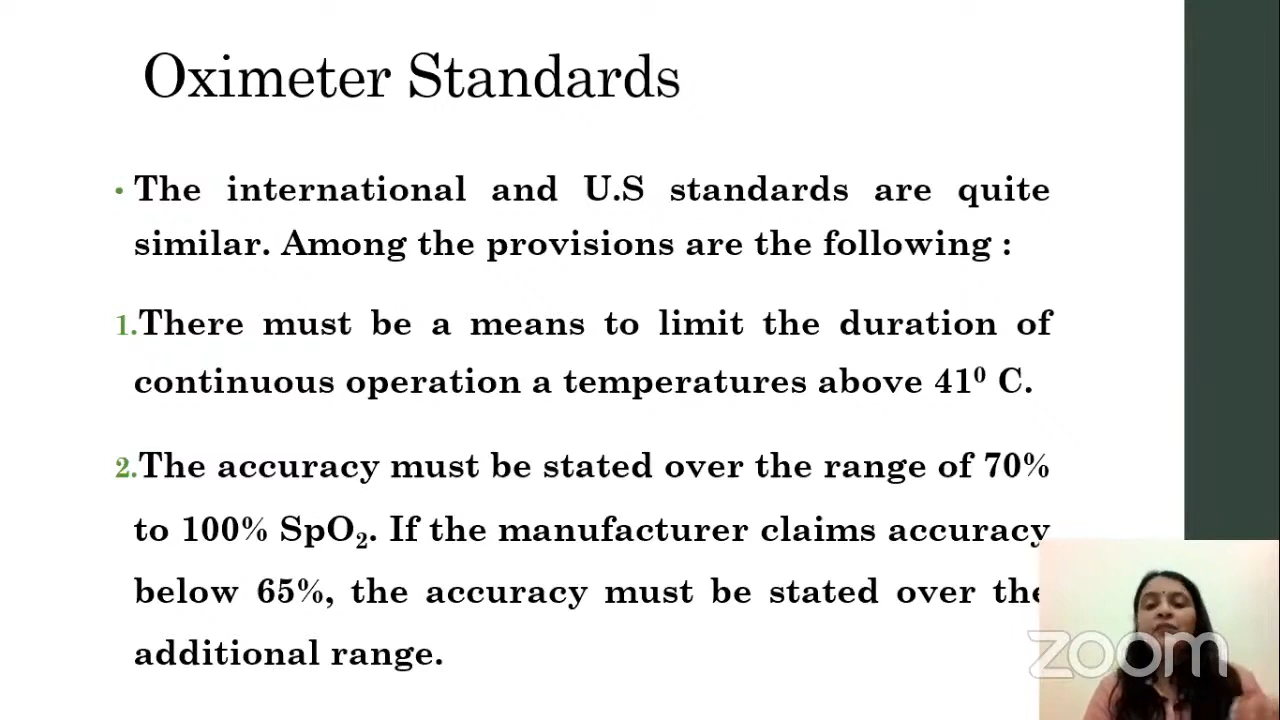 Oximeter Standards
• The international and U.S standards are quite
similar. Among the provisions are the following :
1.There must be a means to limit the duration of
continuous operation a temperatures above 41⁰ C.
2.The accuracy must be stated over the range of 70%
to 100% SpO₂. If the manufacturer claims accuracy
below 65%, the accuracy must be stated over the
additional range.
zoom